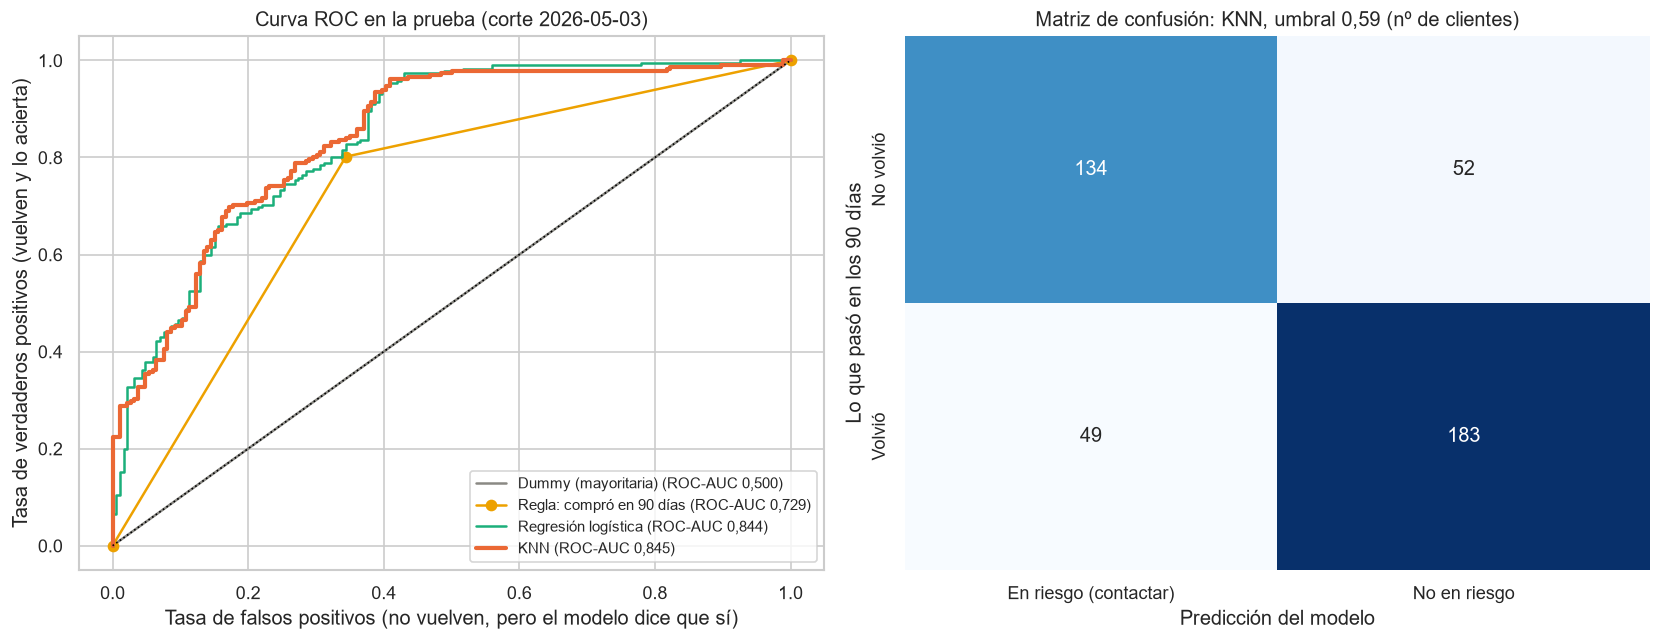 Curva ROC en la prueba (corte 2026-05-03)
Tasa de verdaderos positivos (vuelven y lo acierta)
1.0
0.8
0.6
0.4
0.2
0.0
Dummy (mayoritaria) (ROC-AUC 0,500)
Regla: compró en 90 días (ROC-AUC 0,729)
Regresión logística (ROC-AUC 0,844)
KNN (ROC-AUC 0,845)
0.0 0.2 0.4 0.6 0.8 1.0
Tasa de falsos positivos (no vuelven, pero el modelo dice que sí)
Matriz de confusión: KNN, umbral 0,59 (nº de clientes)
Lo que pasó en los 90 días
No volvió
134 52
Volvió
49 183
En riesgo (contactar) No en riesgo
Predicción del modelo